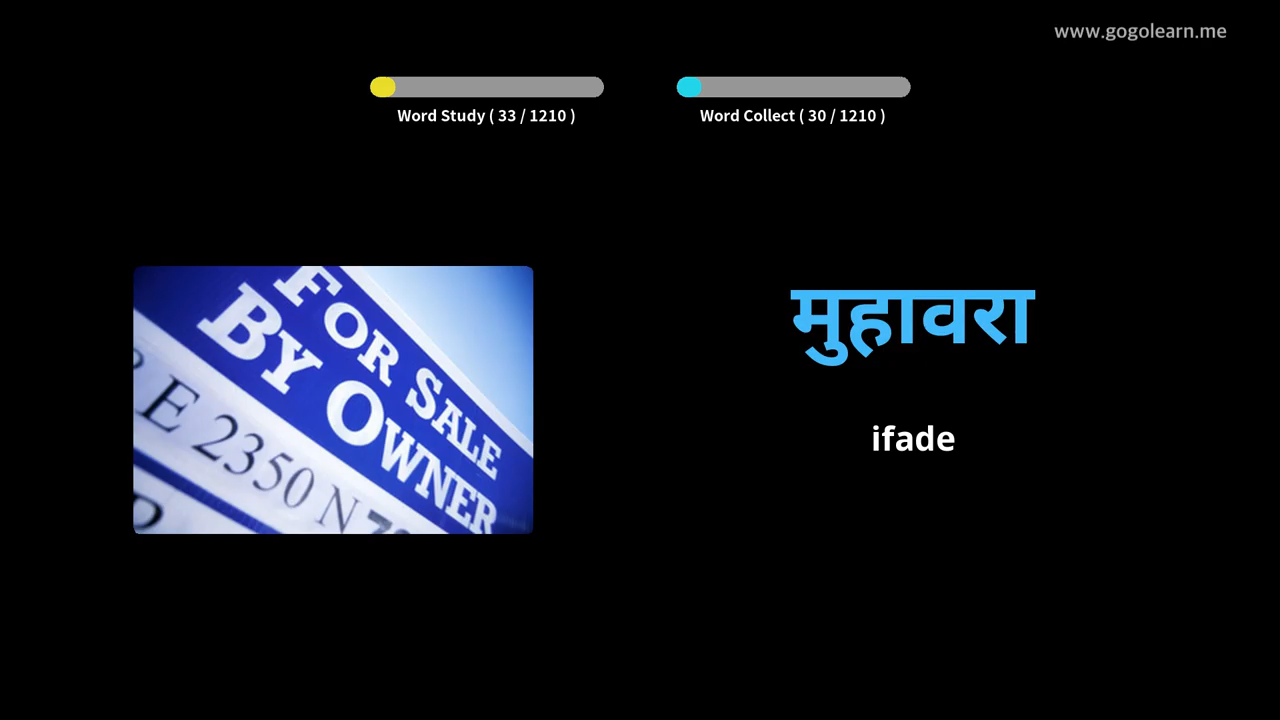 www.gogolearn.me
Word Study ( 33 / 1210 )
Word Collect ( 30 / 1210 )
FOR SALE
BY OWNER
E 2350 N
मुहावरा
ifade